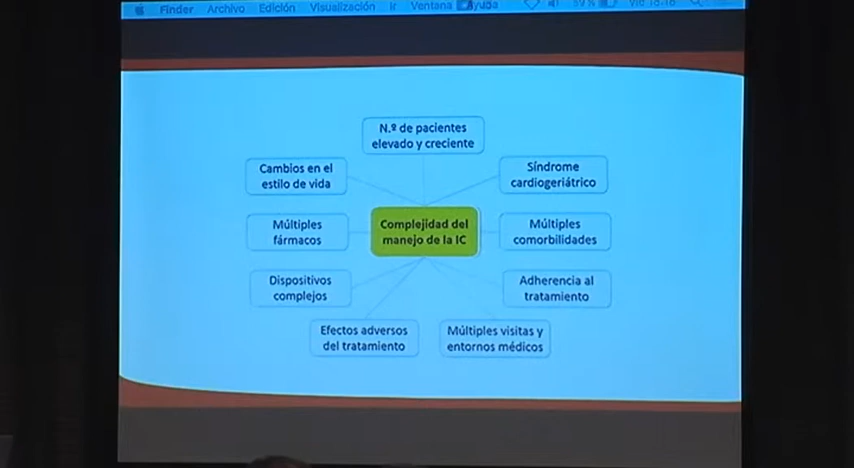 Finder Archivo Edición Visualización Ir Ventana Ayuda
N.º de pacientes
elevado y creciente
Cambios en el
estilo de vida
Síndrome
cardiogeriátrico
Múltiples
fármacos
Complejidad del
manejo de la IC
Múltiples
comorbilidades
Dispositivos
complejos
Adherencia al
tratamiento
Efectos adversos
del tratamiento
Múltiples visitas y
entornos médicos